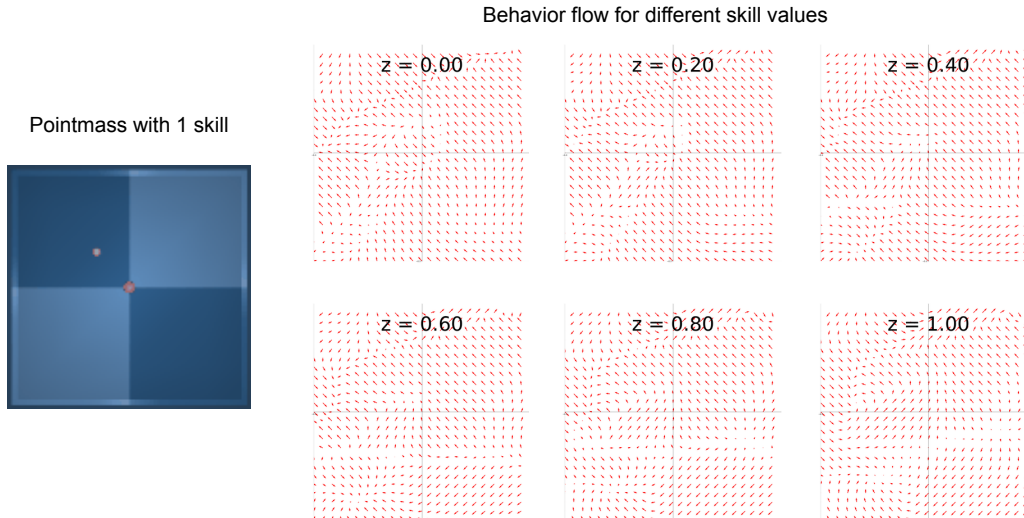 Behavior flow for different skill values
Pointmass with 1 skill
z = 0.00
z = 0.20
z = 0.40
z = 0.60
z = 0.80
z = 1.00